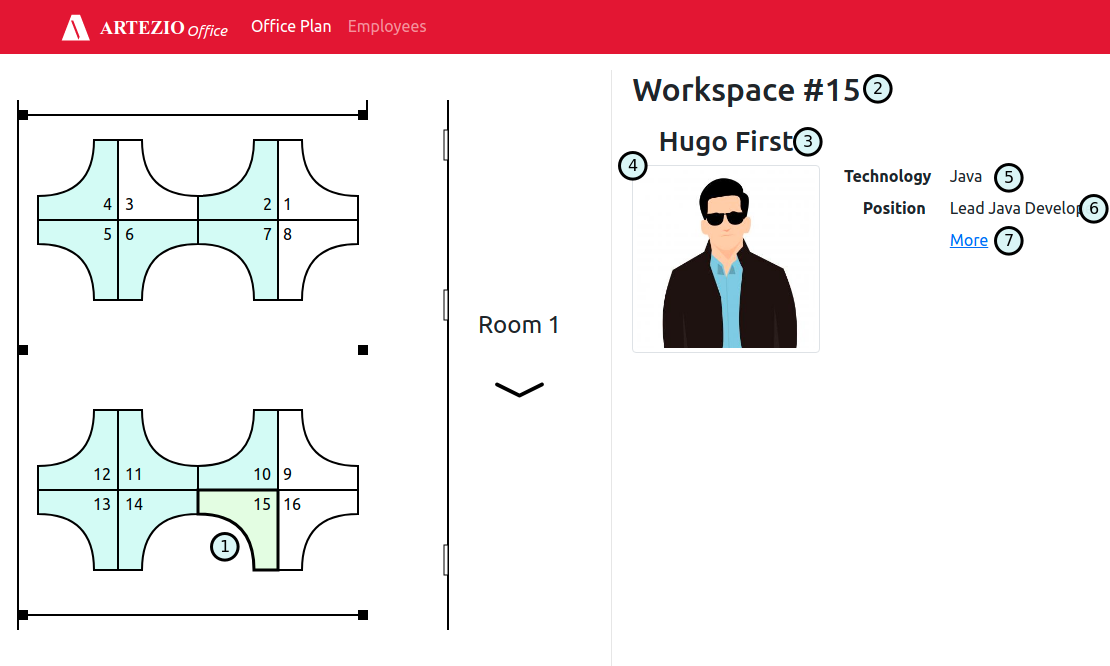 ARTEZIO Office Office Plan Employees
Workspace #15 2
Hugo First 3
4
Technology Java 5
Position Lead Java Develop 6
More 7
4 3 2 1
5 6 7 8
Room 1
12 11 10 9
13 14 15 16
1